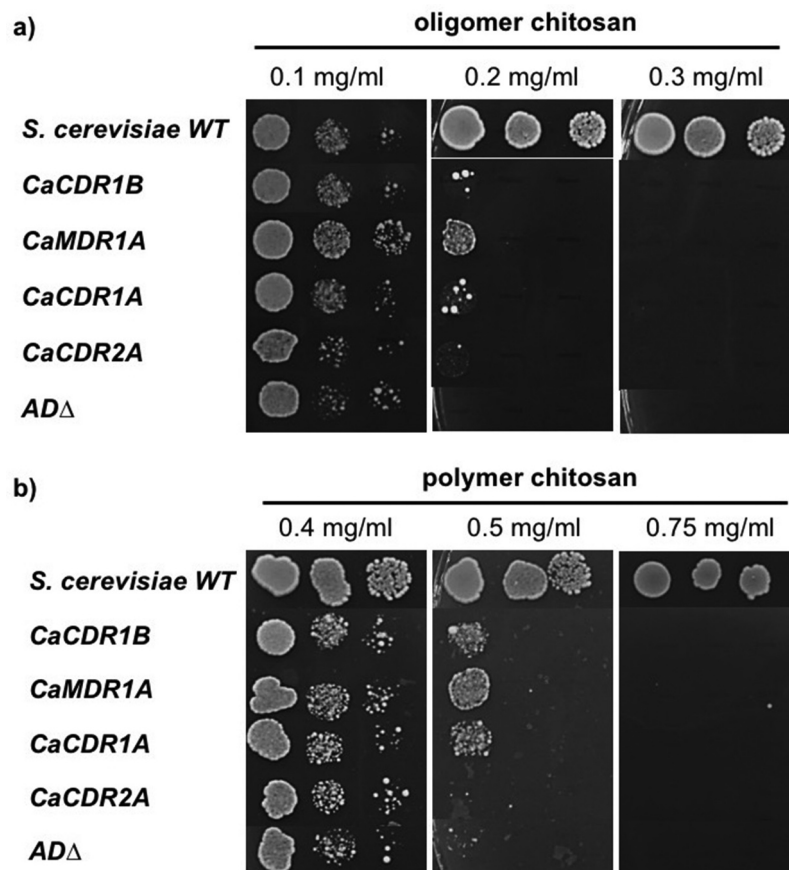 a)
oligomer chitosan
0.1 mg/ml 0.2 mg/ml 0.3 mg/ml
S. cerevisiae WT
CaCDR1B
CaMDR1A
CaCDR1A
CaCDR2A
AD∆
b)
polymer chitosan
0.4 mg/ml 0.5 mg/ml 0.75 mg/ml
S. cerevisiae WT
CaCDR1B
CaMDR1A
CaCDR1A
CaCDR2A
AD∆